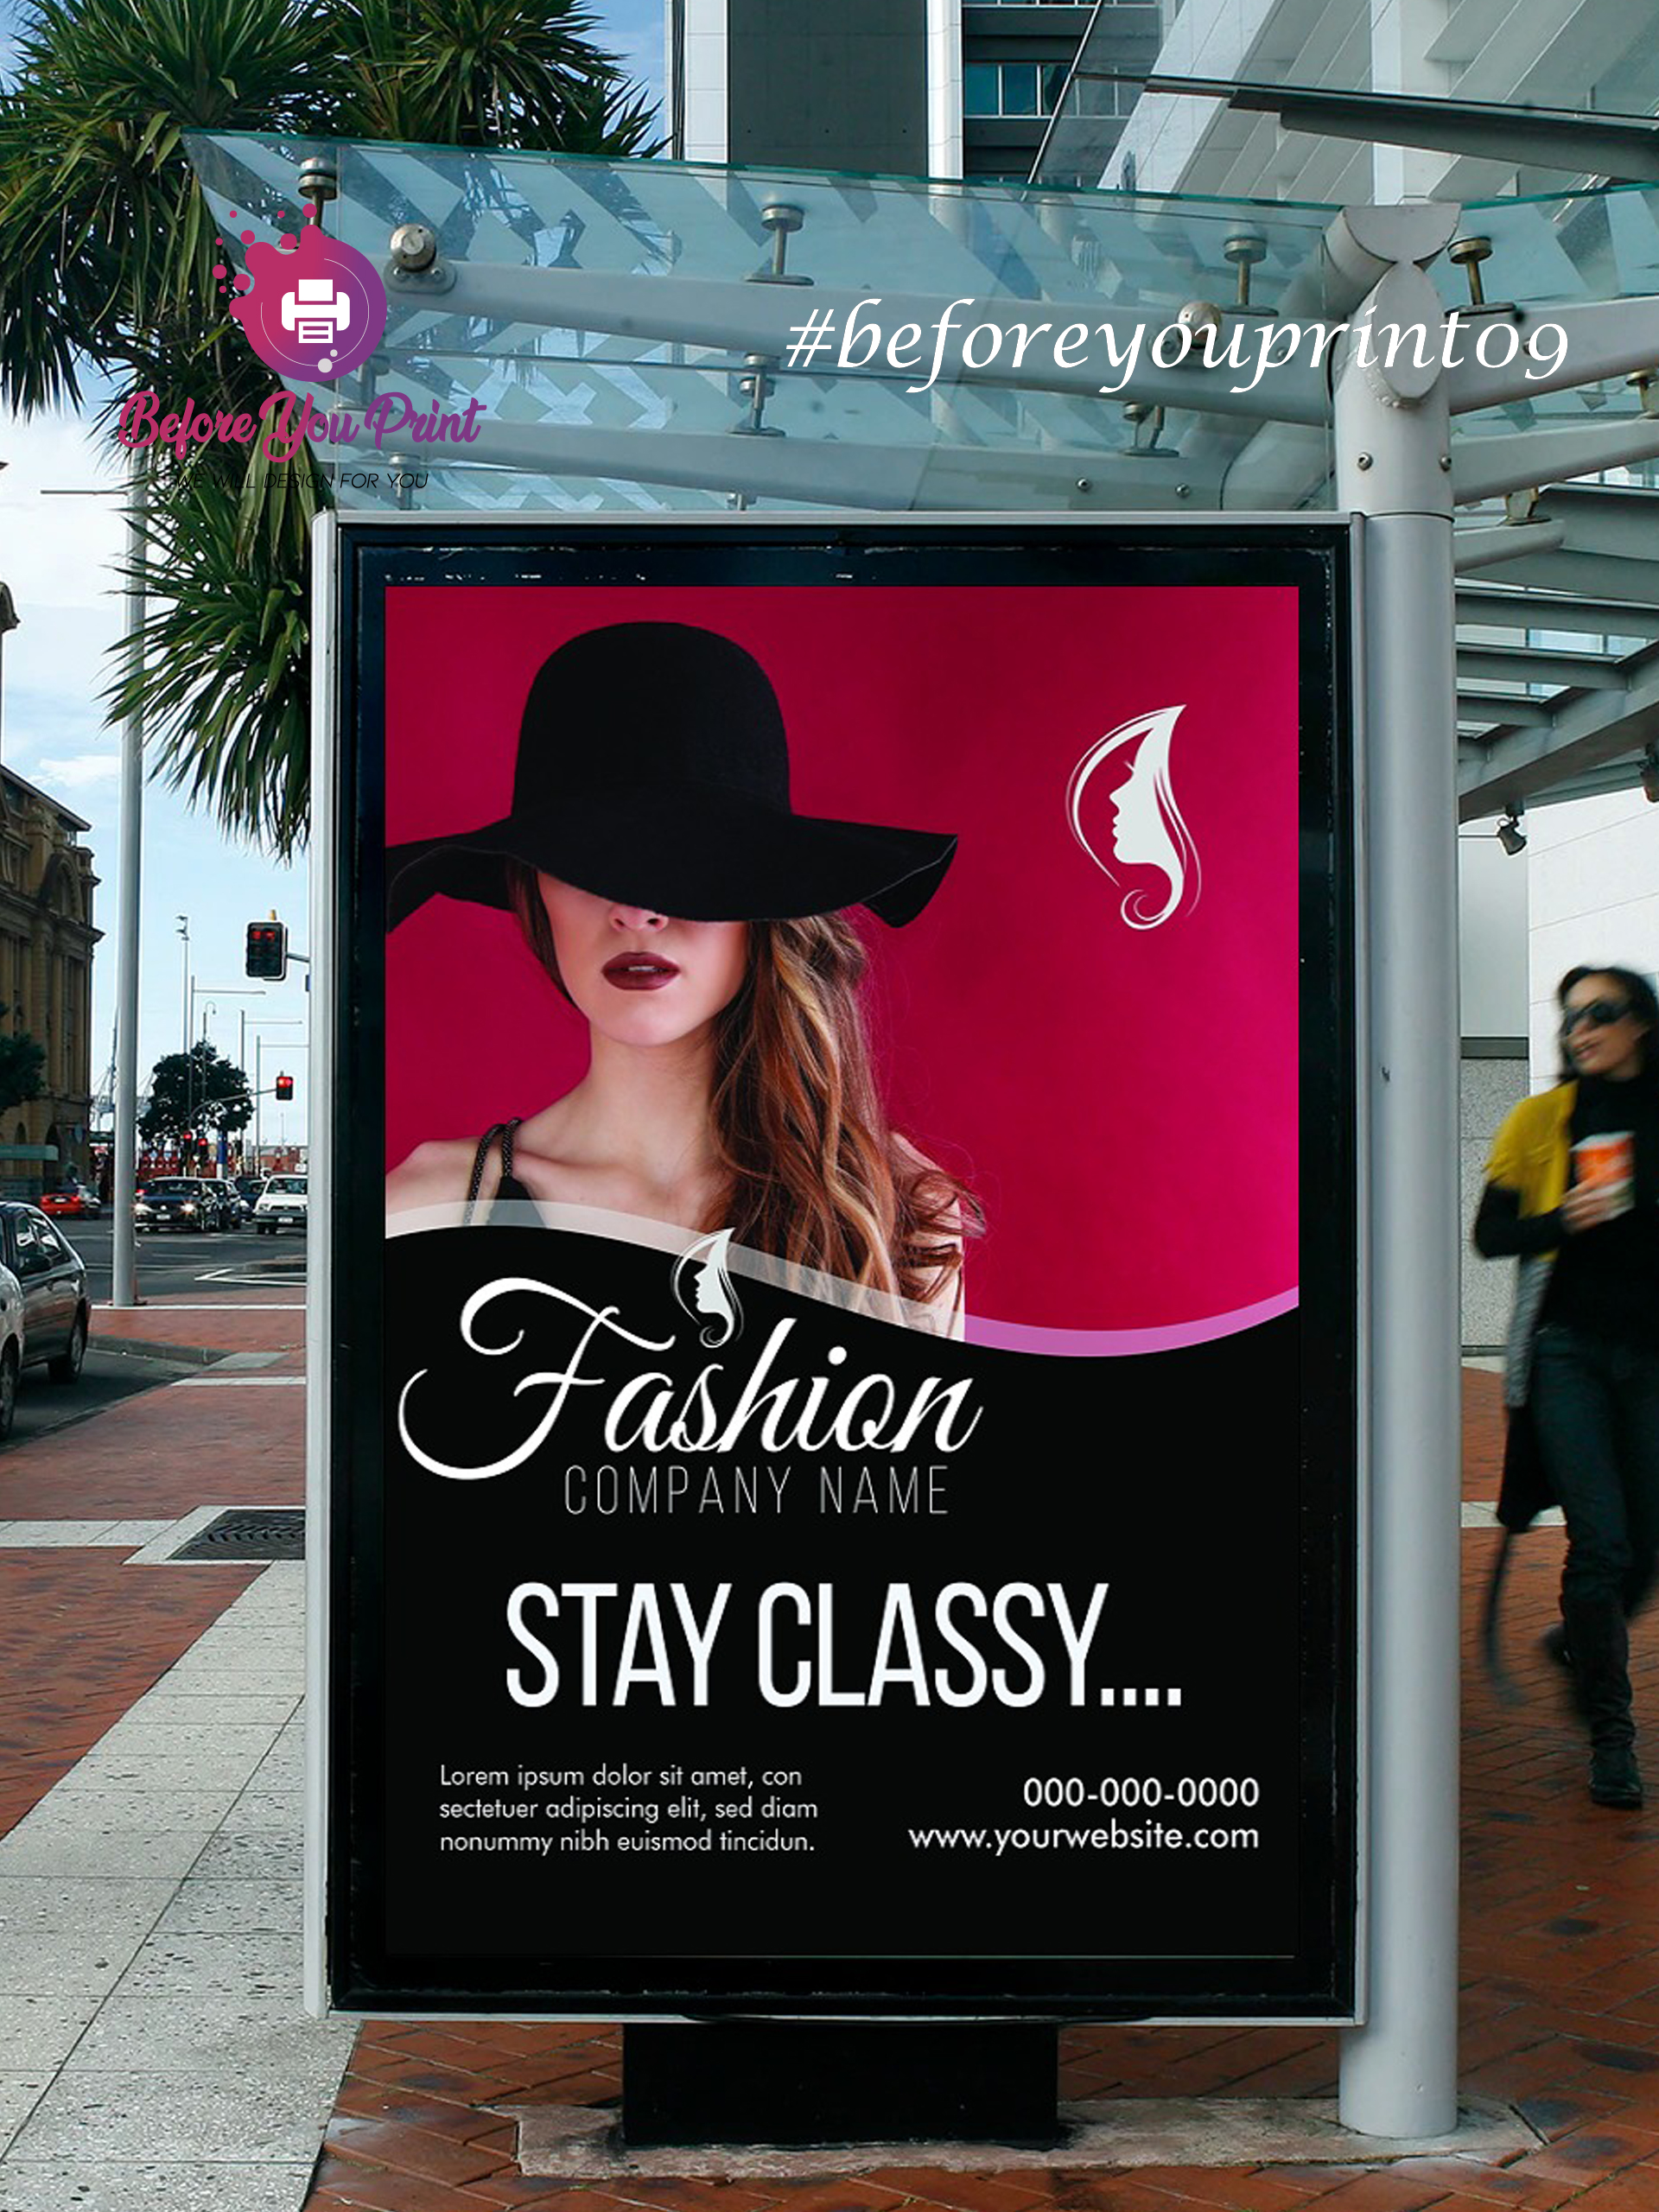 #beforeyouprint09
Before You Print
WE WILL DESIGN FOR YOU
Fashion
COMPANY NAME
STAY CLASSY....
Lorem ipsum dolor sit amet, con
sectetuer adipiscing elit, sed diam
nonummy nibh euismod tincidun.
000-000-0000
www.yourwebsite.com